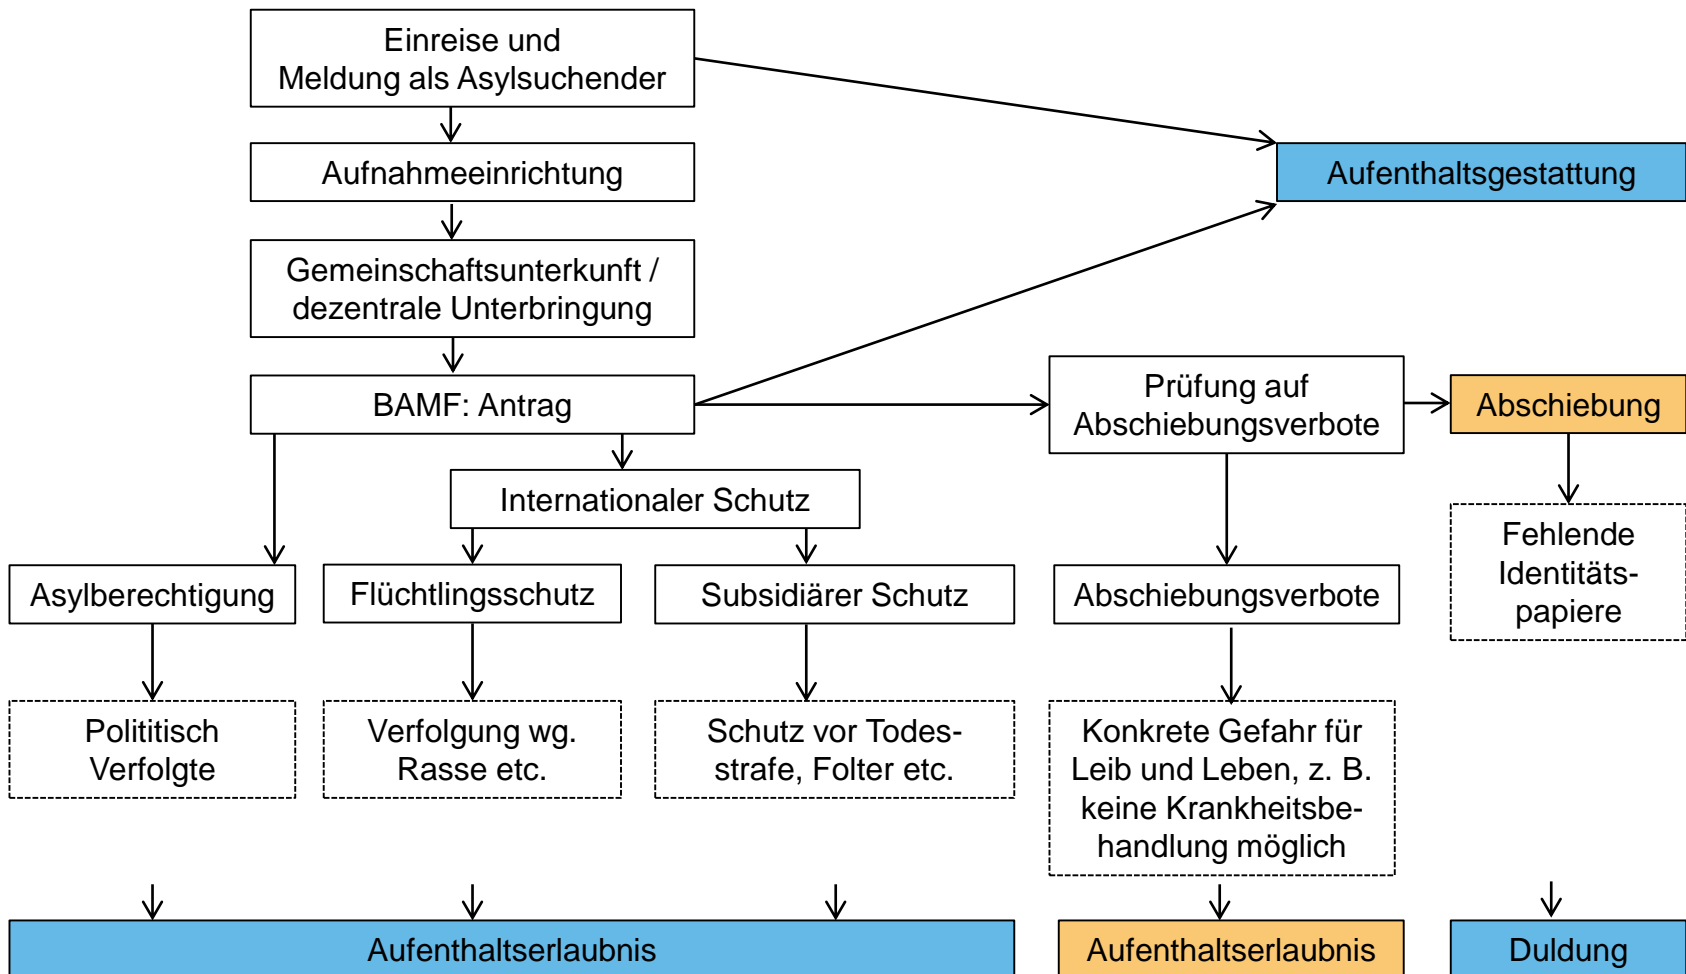 Einreise und
Meldung als Asylsuchender
Aufnahmeeinrichtung
Aufenthaltsgestattung
Gemeinschaftsunterkunft /
dezentrale Unterbringung
BAMF: Antrag
Prüfung auf
Abschiebungsverbote
Abschiebung
Internationaler Schutz
Fehlende
Identitäts-
papiere
Asylberechtigung
Flüchtlingsschutz
Subsidiärer Schutz
Abschiebungsverbote
Polititisch
Verfolgte
Verfolgung wg.
Rasse etc.
Schutz vor Todes-
strafe, Folter etc.
Konkrete Gefahr für
Leib und Leben, z. B.
keine Krankheitsbe-
handlung möglich
Aufenthaltserlaubnis
Aufenthaltserlaubnis
Duldung